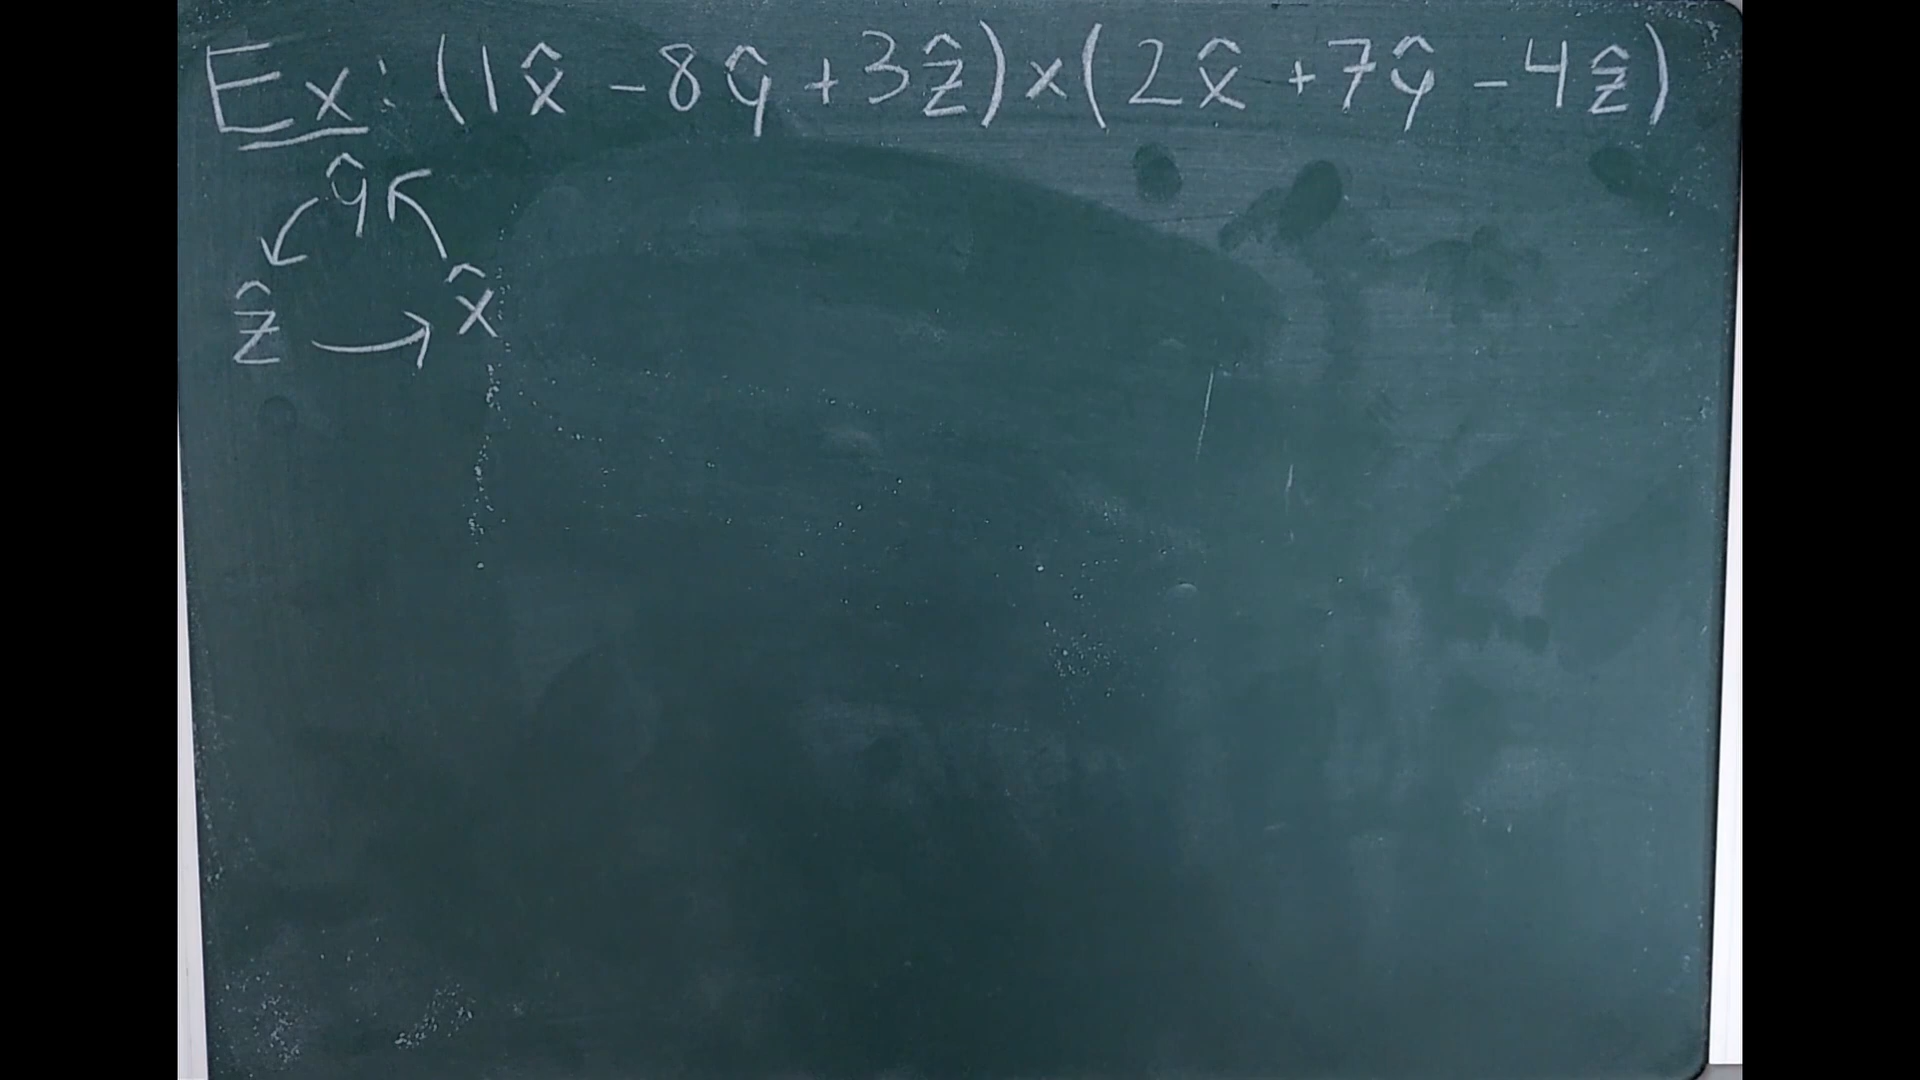 Ex: (1x̂ - 8ŷ + 3ẑ) × (2x̂ + 7ŷ - 4ẑ)
ŷ
ẑ → x̂